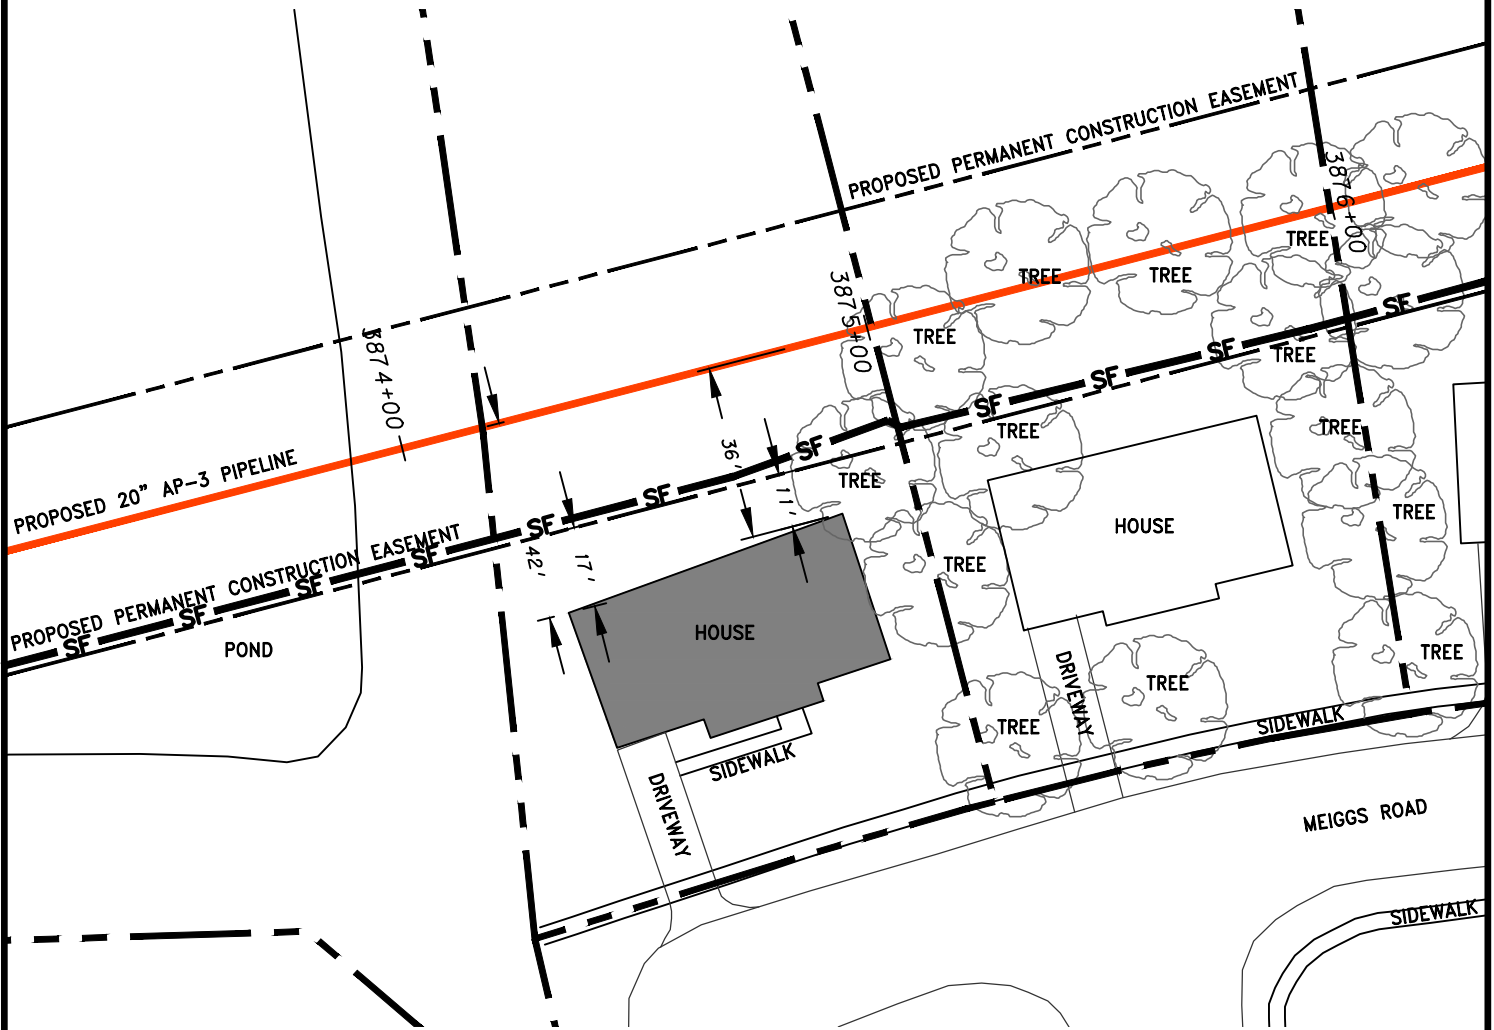 PROPOSED PERMANENT CONSTRUCTION EASEMENT
3876+00
TREE
TREE
TREE
3875+00
TREE
SF
3874+00
SF
TREE
SF
SF
TREE
TREE
SF
36'
PROPOSED 20" AP-3 PIPELINE
TREE
SF
11'
TREE
HOUSE
SF
PROPOSED PERMANENT CONSTRUCTION EASEMENT
SF
42'
17'
TREE
SF
SF
SF
POND
HOUSE
TREE
DRIVEWAY
TREE
TREE
SIDEWALK
SIDEWALK
DRIVEWAY
MEIGGS ROAD
SIDEWALK